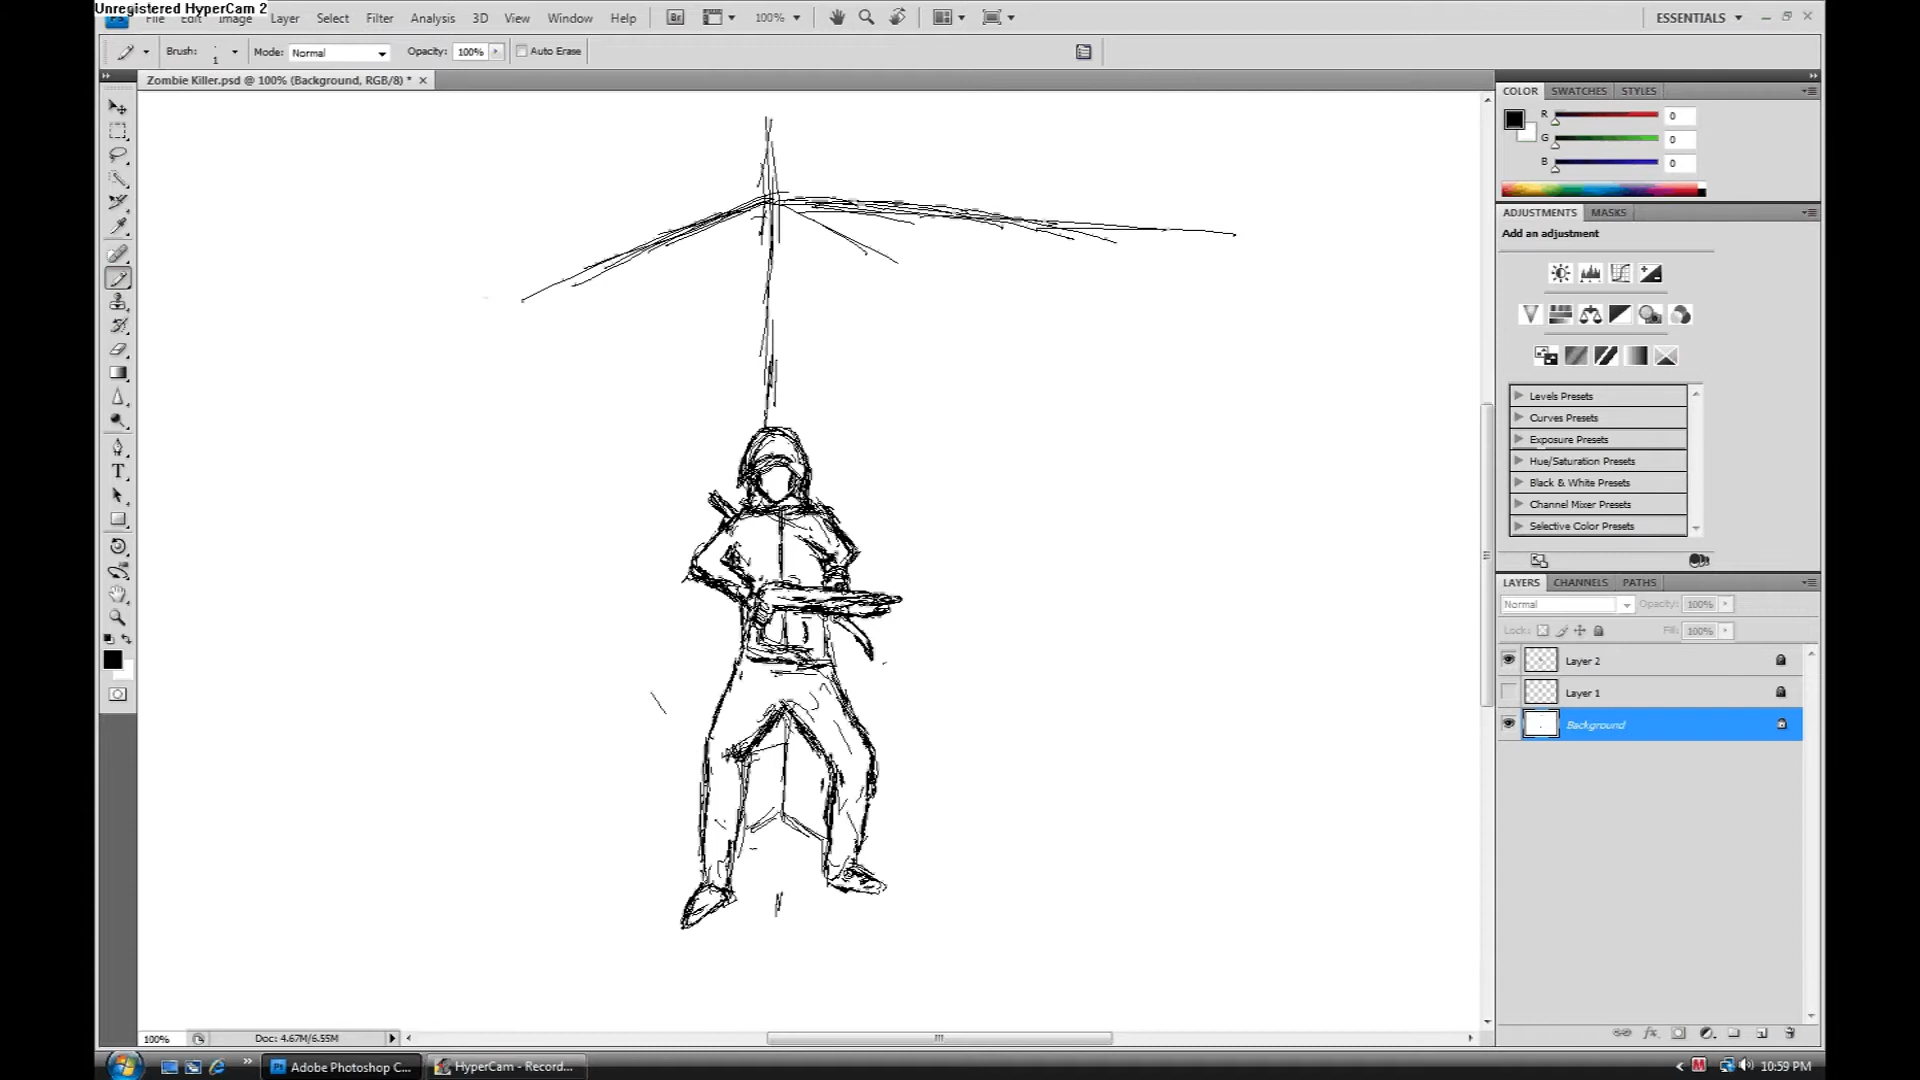 Unregistered HyperCam 2
File Edit Image Layer Select Filter Analysis 3D View Window Help Br 100% ESSENTIALS
Brush: 1 Mode: Normal Opacity: 100% Auto Erase
Zombie Killer.psd @ 100% (Background, RGB/8) *
COLOR SWATCHES STYLES
R 0
G 0
B 0
ADJUSTMENTS MASKS
Add an adjustment
Levels Presets
Curves Presets
Exposure Presets
Hue/Saturation Presets
Black & White Presets
Channel Mixer Presets
Selective Color Presets
LAYERS CHANNELS PATHS
Normal Opacity: 100%
Lock: Fill: 100%
Layer 2
Layer 1
Background
100% Doc: 4.67M/6.55M
Adobe Photoshop C... HyperCam - Record... 10:59 PM